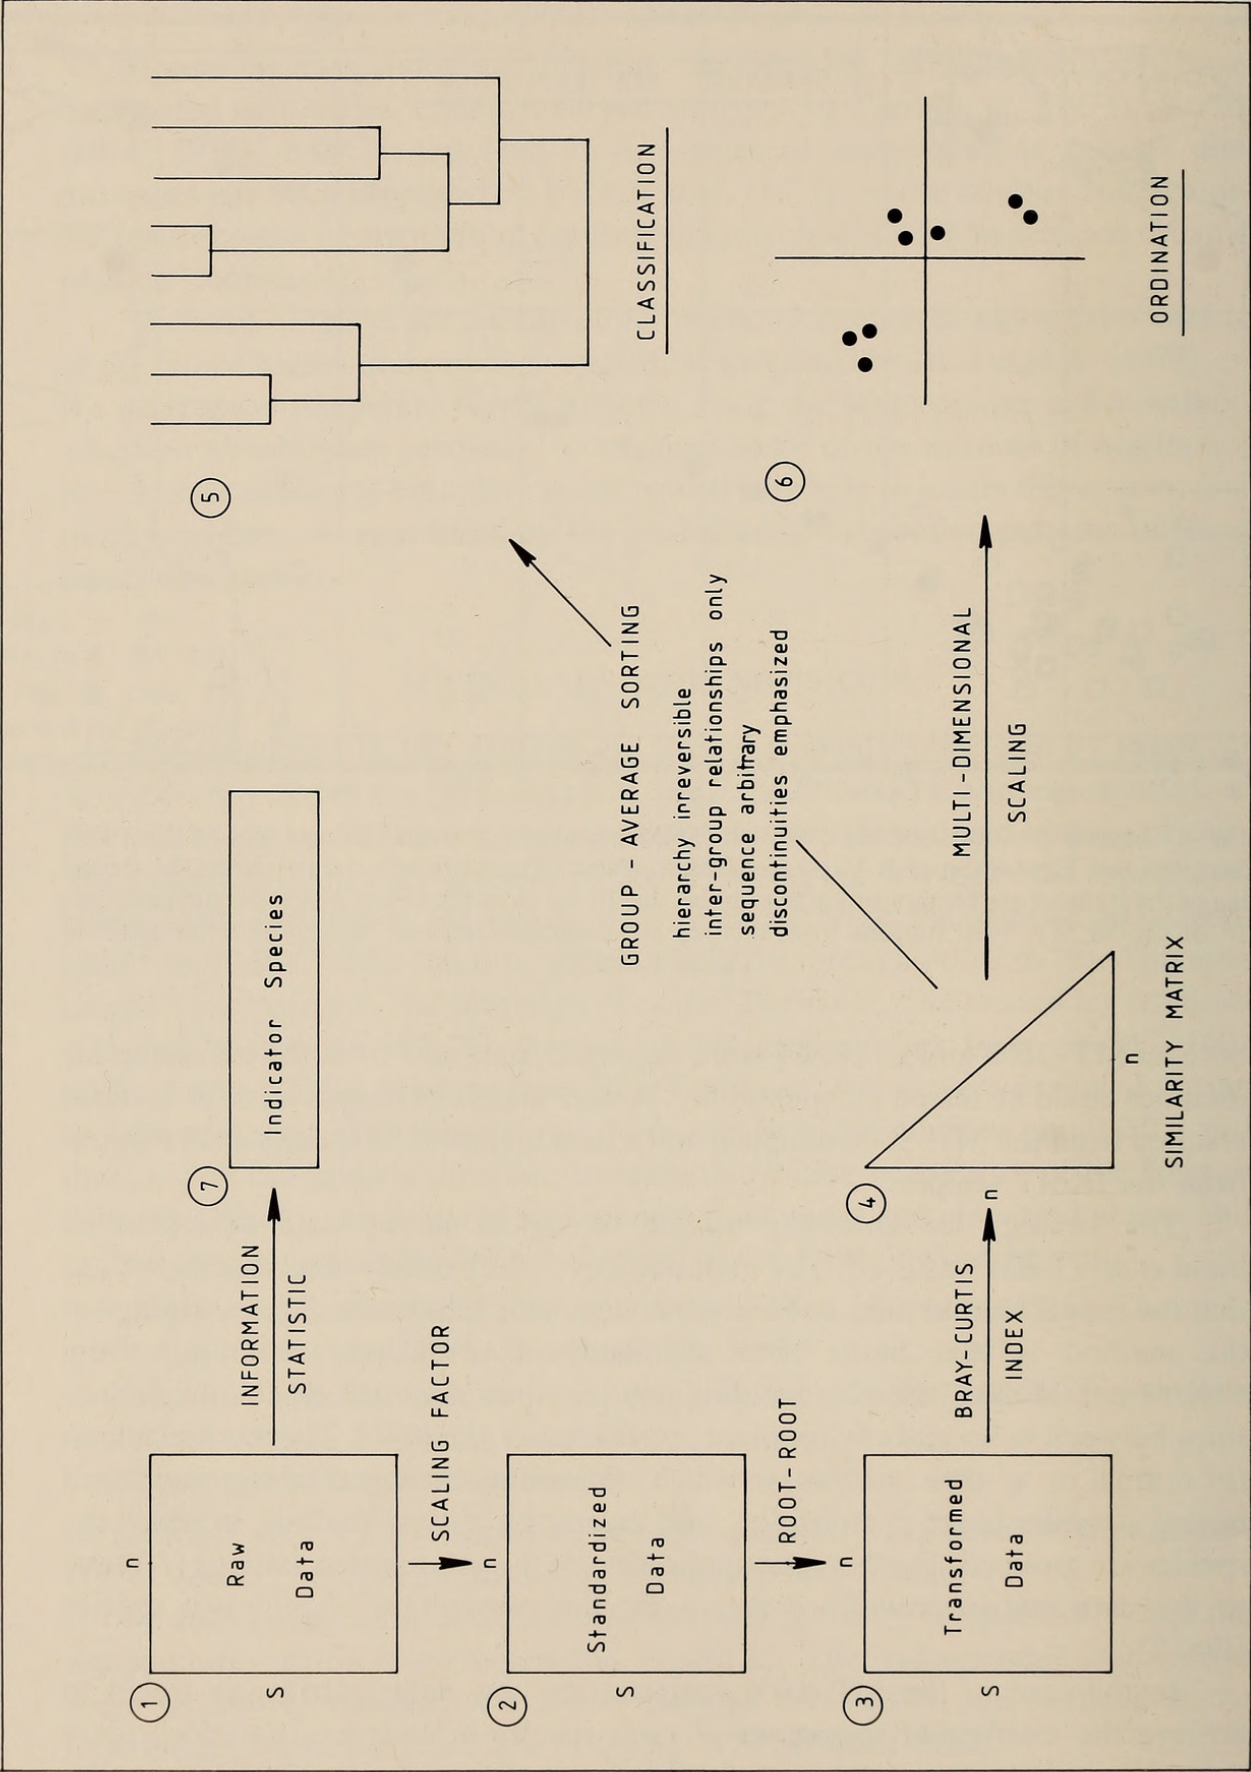 1
n
S
Raw
Data
INFORMATION
STATISTIC
7
Indicator Species
SCALING FACTOR
2
n
S
Standardized
Data
ROOT-ROOT
3
n
S
Transformed
Data
BRAY-CURTIS
INDEX
4
n
n
SIMILARITY MATRIX
GROUP - AVERAGE SORTING
hierarchy irreversible
inter-group relationships only
sequence arbitrary
discontinuities emphasized
5
CLASSIFICATION
MULTI-DIMENSIONAL
SCALING
6
ORDINATION